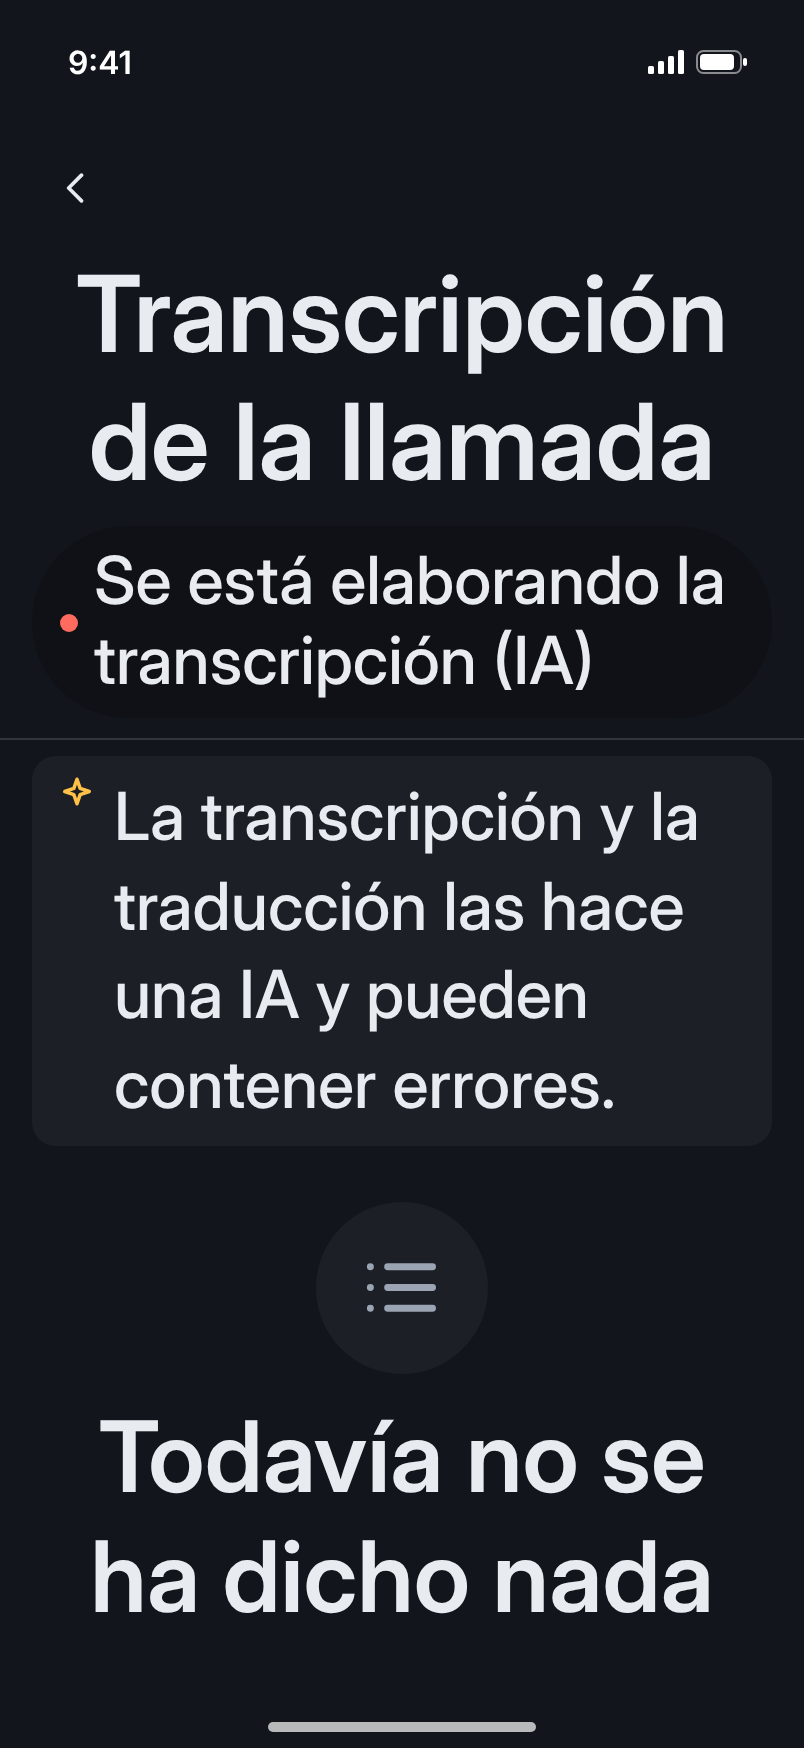 9:41
Transcripción
de la llamada
Se está elaborando la
transcripción (IA)
La transcripción y la
traducción las hace
una IA y pueden
contener errores.
Todavía no se
ha dicho nada